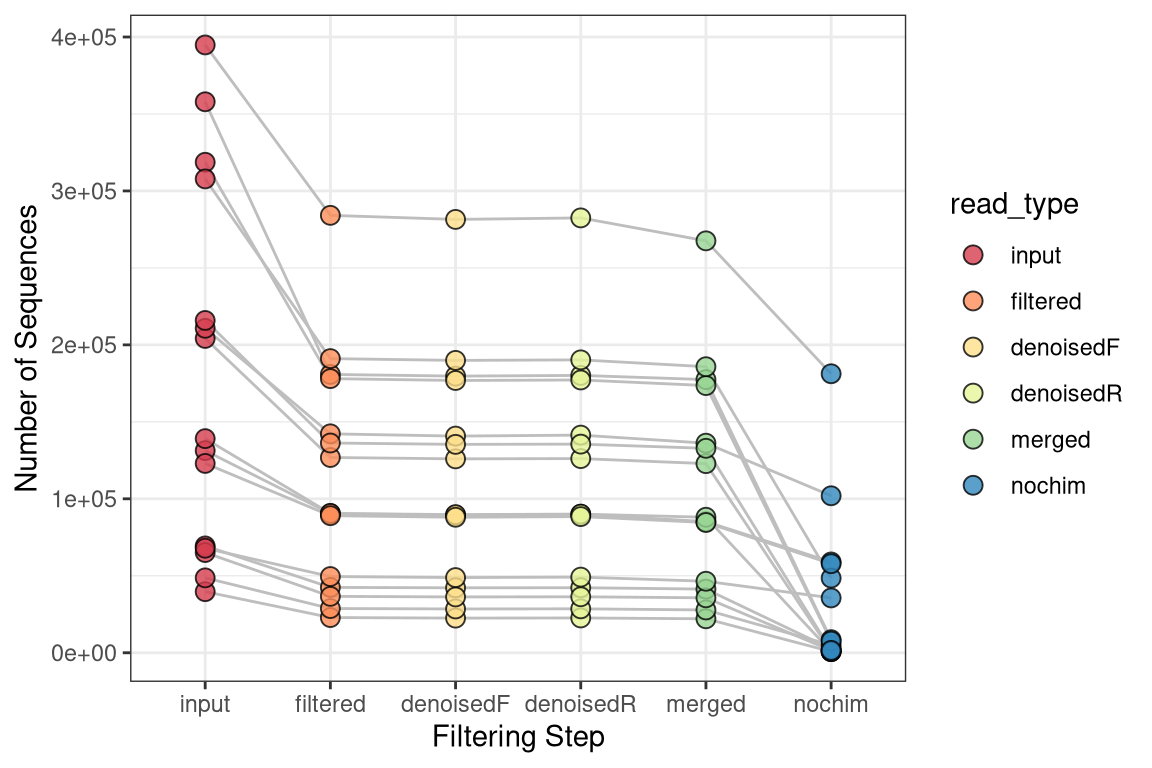 4e+05
3e+05
2e+05
1e+05
0e+00
Number of Sequences
input filtered denoisedF denoisedR merged nochim
Filtering Step
read_type
input
filtered
denoisedF
denoisedR
merged
nochim